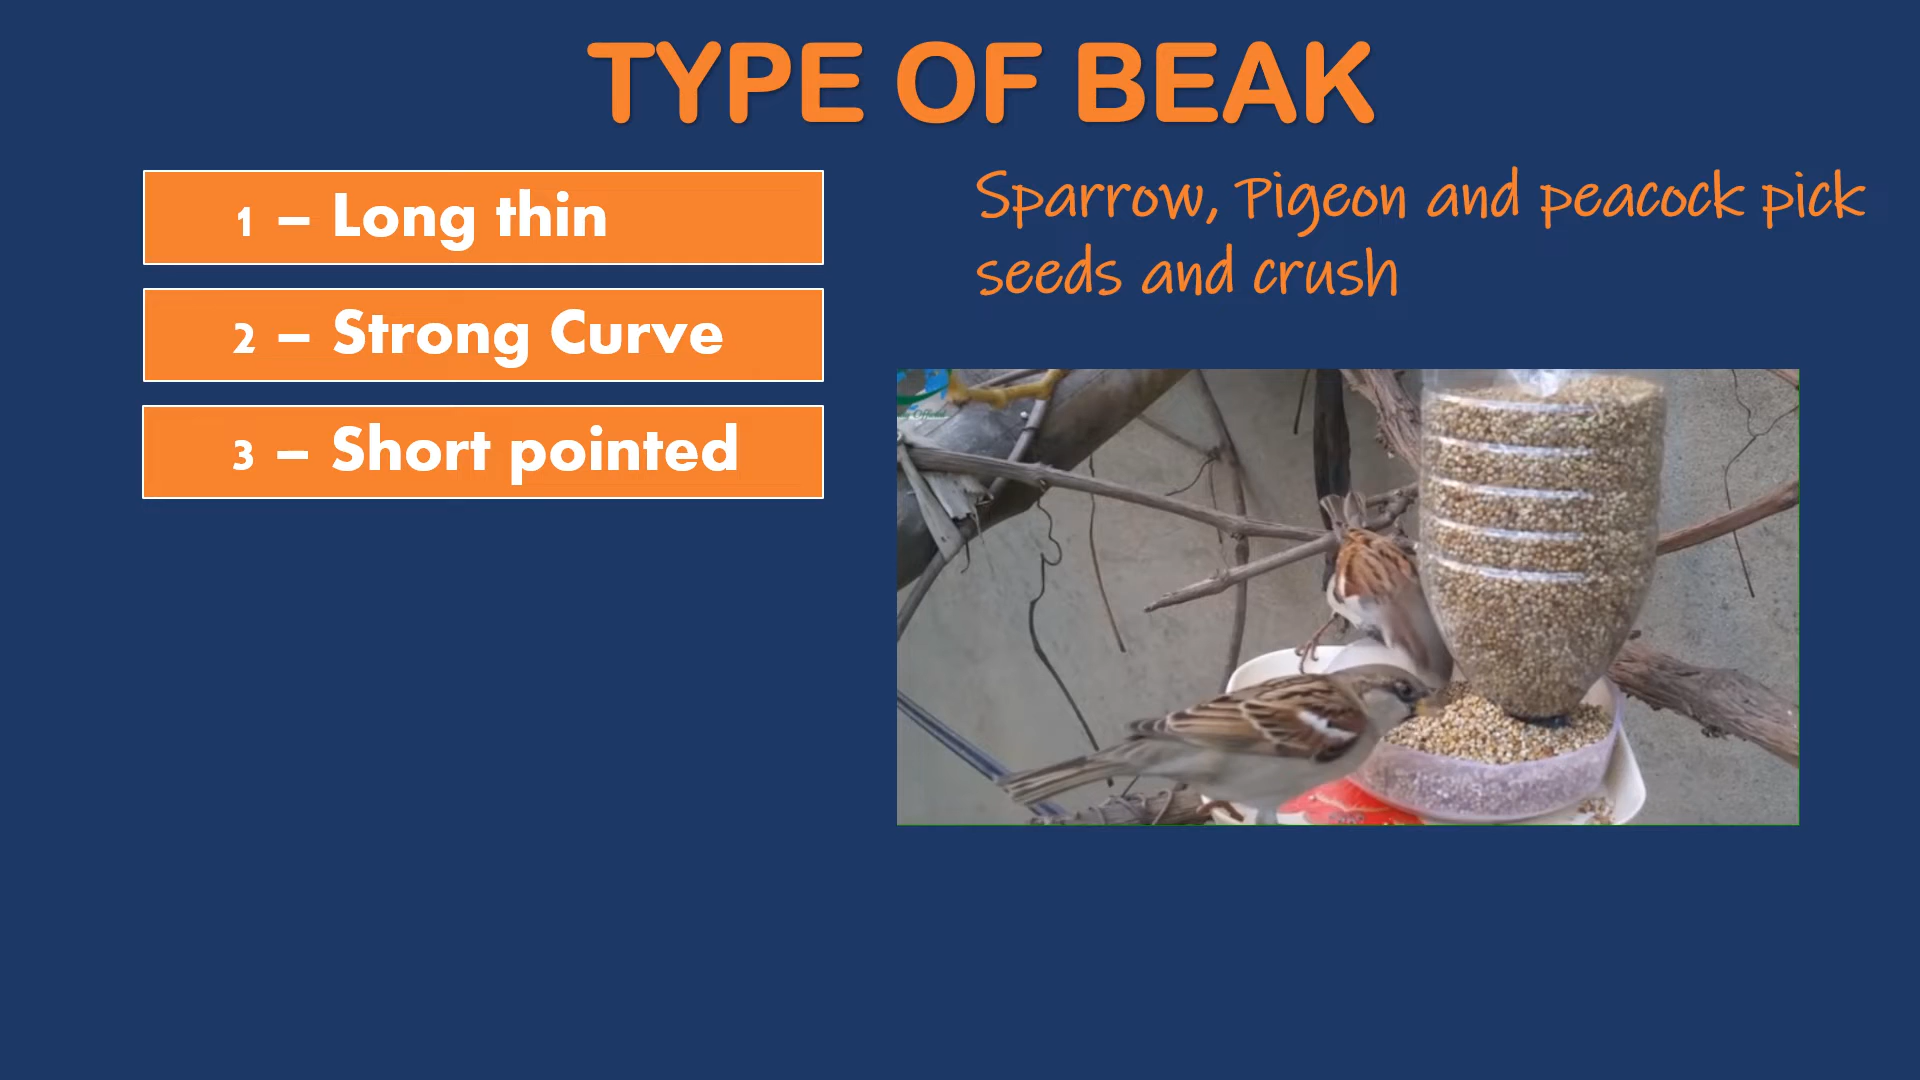 TYPE OF BEAK
1 – Long thin
2 – Strong Curve
3 – Short pointed
Sparrow, Pigeon and peacock pick
seeds and crush
Official